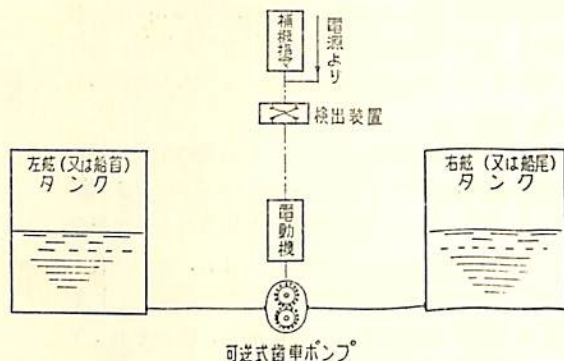 補機指令
電源より
検出装置
左舷(又は船首)
タンク
右舷(又は船尾)
タンク
電動機
可逆式歯車ポンプ